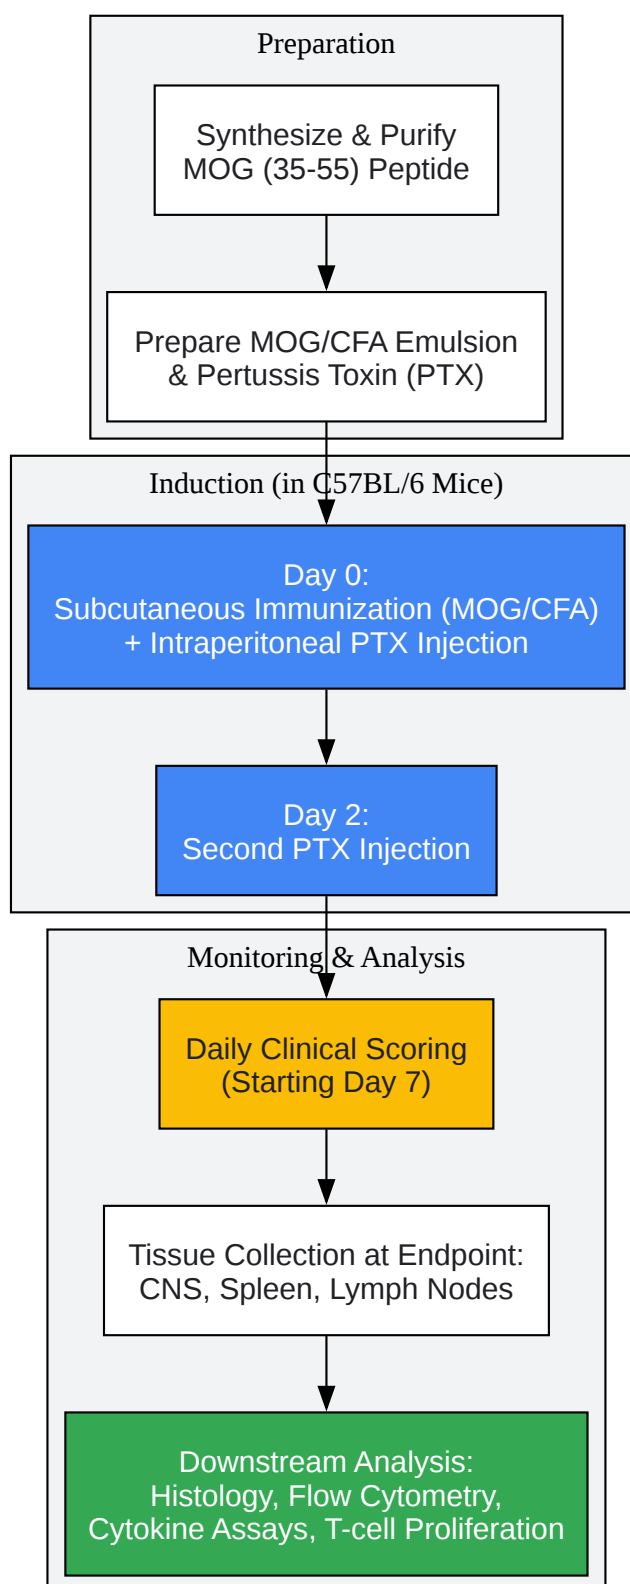 Preparation
Synthesize & Purify
MOG (35-55) Peptide
Prepare MOG/CFA Emulsion
& Pertussis Toxin (PTX)
Induction (in C57BL/6 Mice)
Day 0:
Subcutaneous Immunization (MOG/CFA)
+ Intraperitoneal PTX Injection
Day 2:
Second PTX Injection
Monitoring & Analysis
Daily Clinical Scoring
(Starting Day 7)
Tissue Collection at Endpoint:
CNS, Spleen, Lymph Nodes
Downstream Analysis:
Histology, Flow Cytometry,
Cytokine Assays, T-cell Proliferation